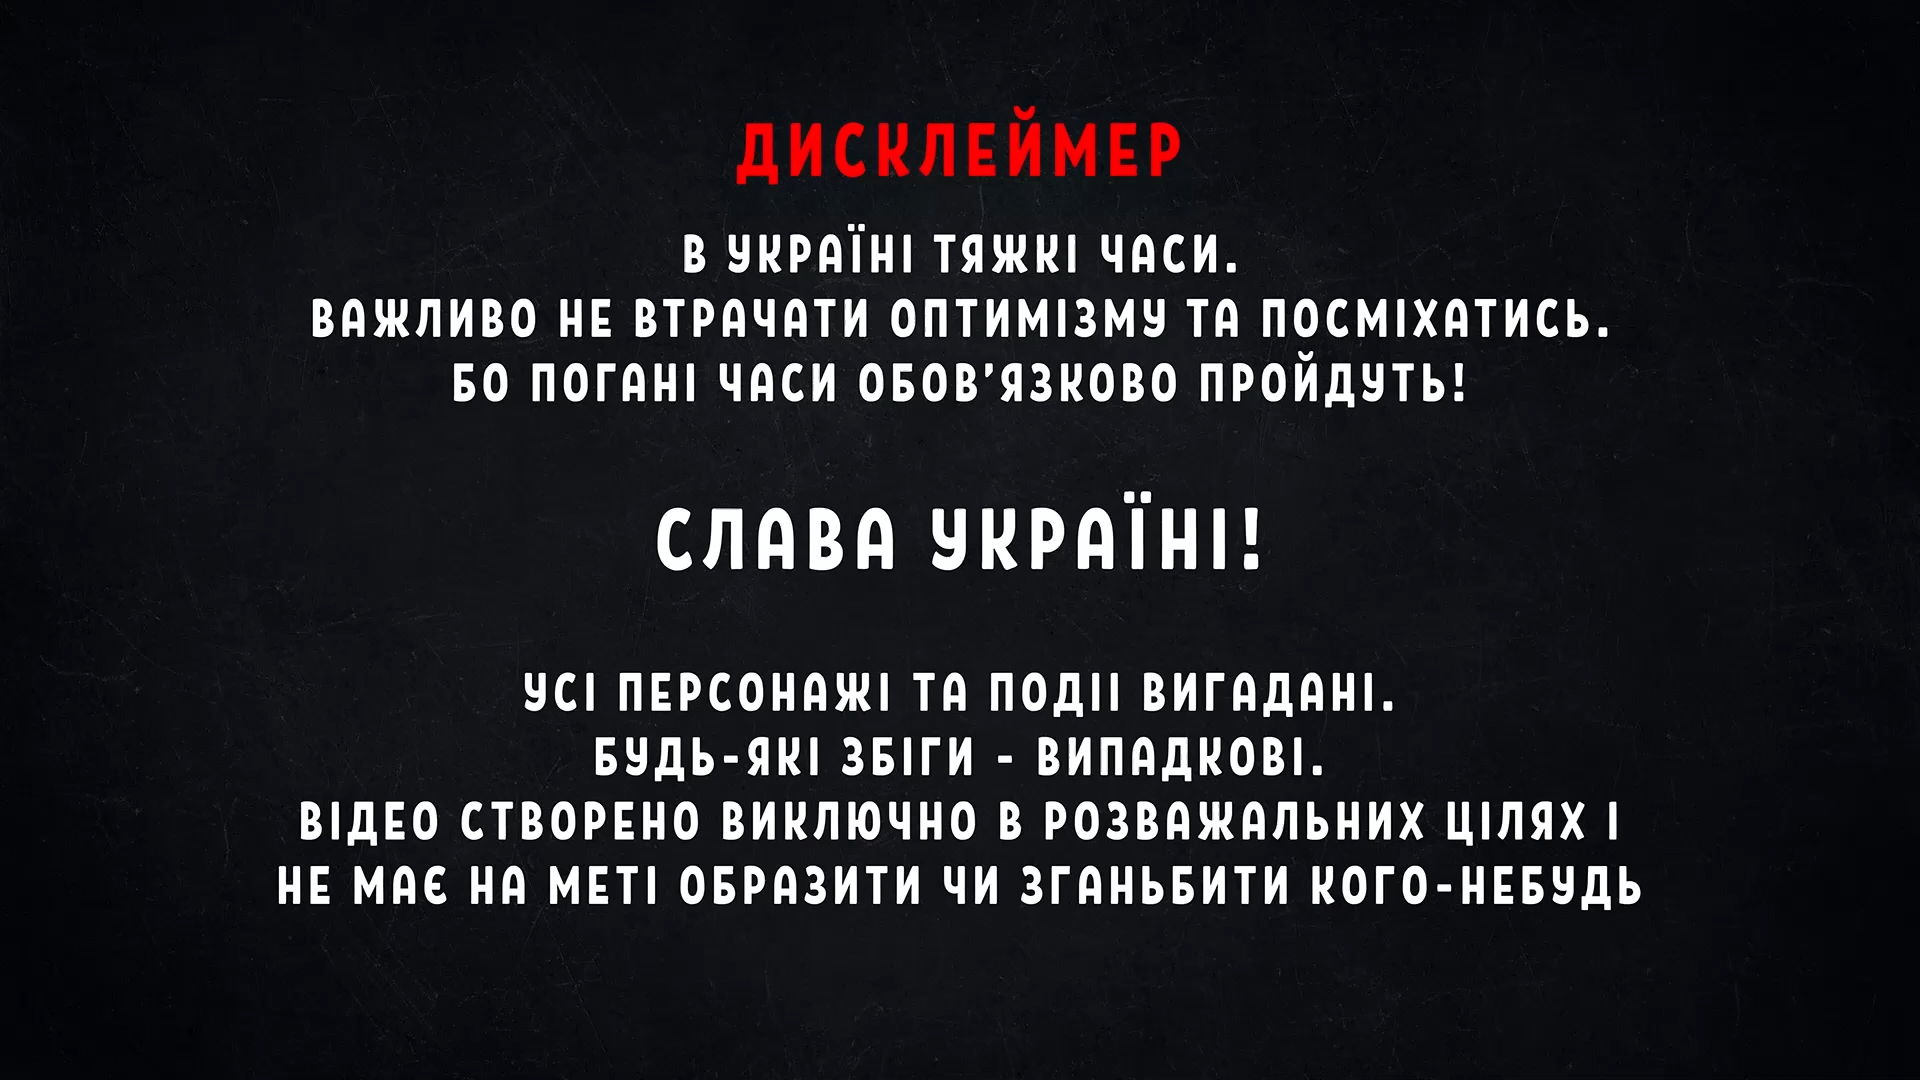 ДИСКЛЕЙМЕР
В УКРАЇНІ ТЯЖКІ ЧАСИ.
ВАЖЛИВО НЕ ВТРАЧАТИ ОПТИМІЗМУ ТА ПОСМІХАТИСЬ.
БО ПОГАНІ ЧАСИ ОБОВ'ЯЗКОВО ПРОЙДУТЬ!
СЛАВА УКРАЇНІ!
УСІ ПЕРСОНАЖІ ТА ПОДІІ ВИГАДАНІ.
БУДЬ-ЯКІ ЗБІГИ - ВИПАДКОВІ.
ВІДЕО СТВОРЕНО ВИКЛЮЧНО В РОЗВАЖАЛЬНИХ ЦІЛЯХ І
НЕ МАЄ НА МЕТІ ОБРАЗИТИ ЧИ ЗГАНЬБИТИ КОГО-НЕБУДЬ